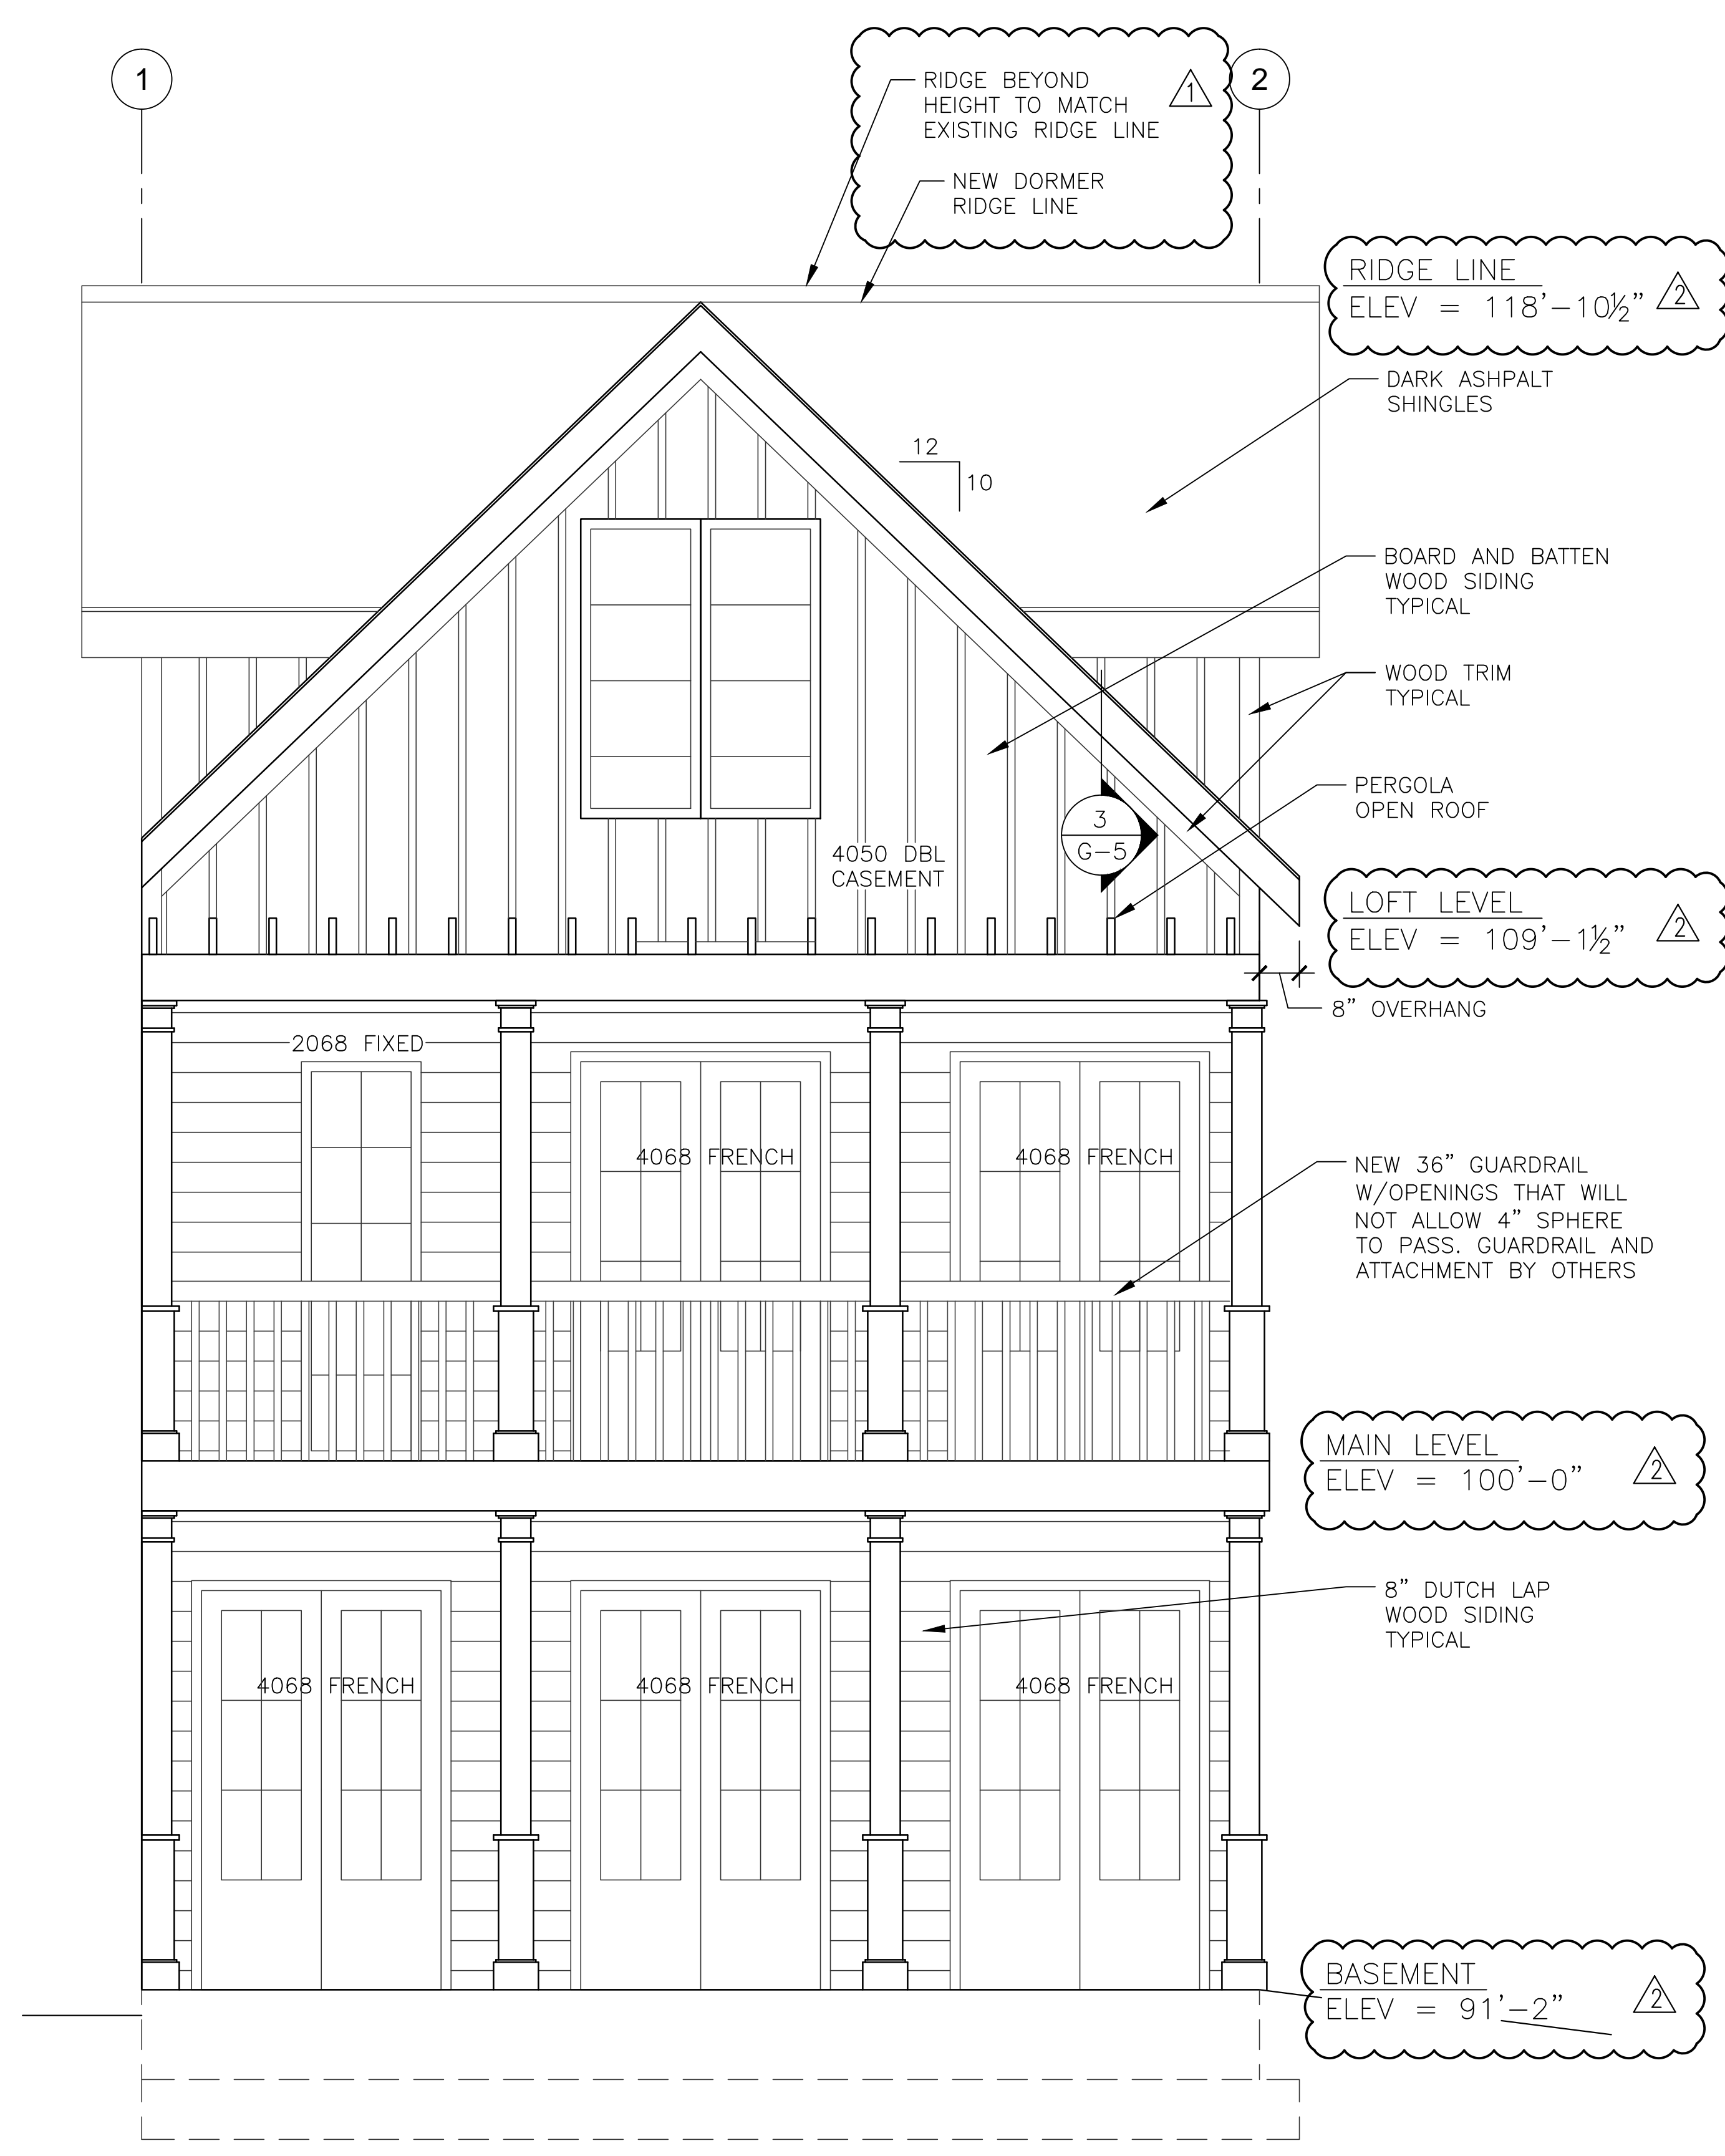 1
2
RIDGE BEYOND
HEIGHT TO MATCH
EXISTING RIDGE LINE
1
NEW DORMER
RIDGE LINE
RIDGE LINE
ELEV = 118'-10½"
2
DARK ASHPALT
SHINGLES
12
10
BOARD AND BATTEN
WOOD SIDING
TYPICAL
WOOD TRIM
TYPICAL
PERGOLA
OPEN ROOF
3
G-5
4050 DBL
CASEMENT
LOFT LEVEL
ELEV = 109'-1½"
2
8" OVERHANG
2068 FIXED
4068 FRENCH
4068 FRENCH
NEW 36" GUARDRAIL
W/OPENINGS THAT WILL
NOT ALLOW 4" SPHERE
TO PASS. GUARDRAIL AND
ATTACHMENT BY OTHERS
MAIN LEVEL
ELEV = 100'-0"
2
8" DUTCH LAP
WOOD SIDING
TYPICAL
4068 FRENCH
4068 FRENCH
4068 FRENCH
BASEMENT
ELEV = 91'-2"
2